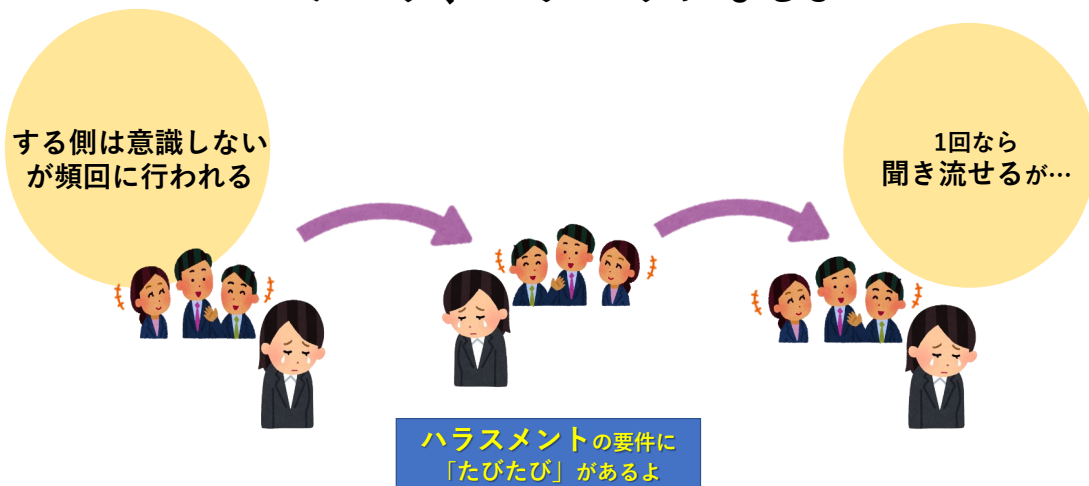 する側は意識しない
が頻回に行われる
1回なら
聞き流せるが…
ハラスメントの要件に
「たびたび」があるよ